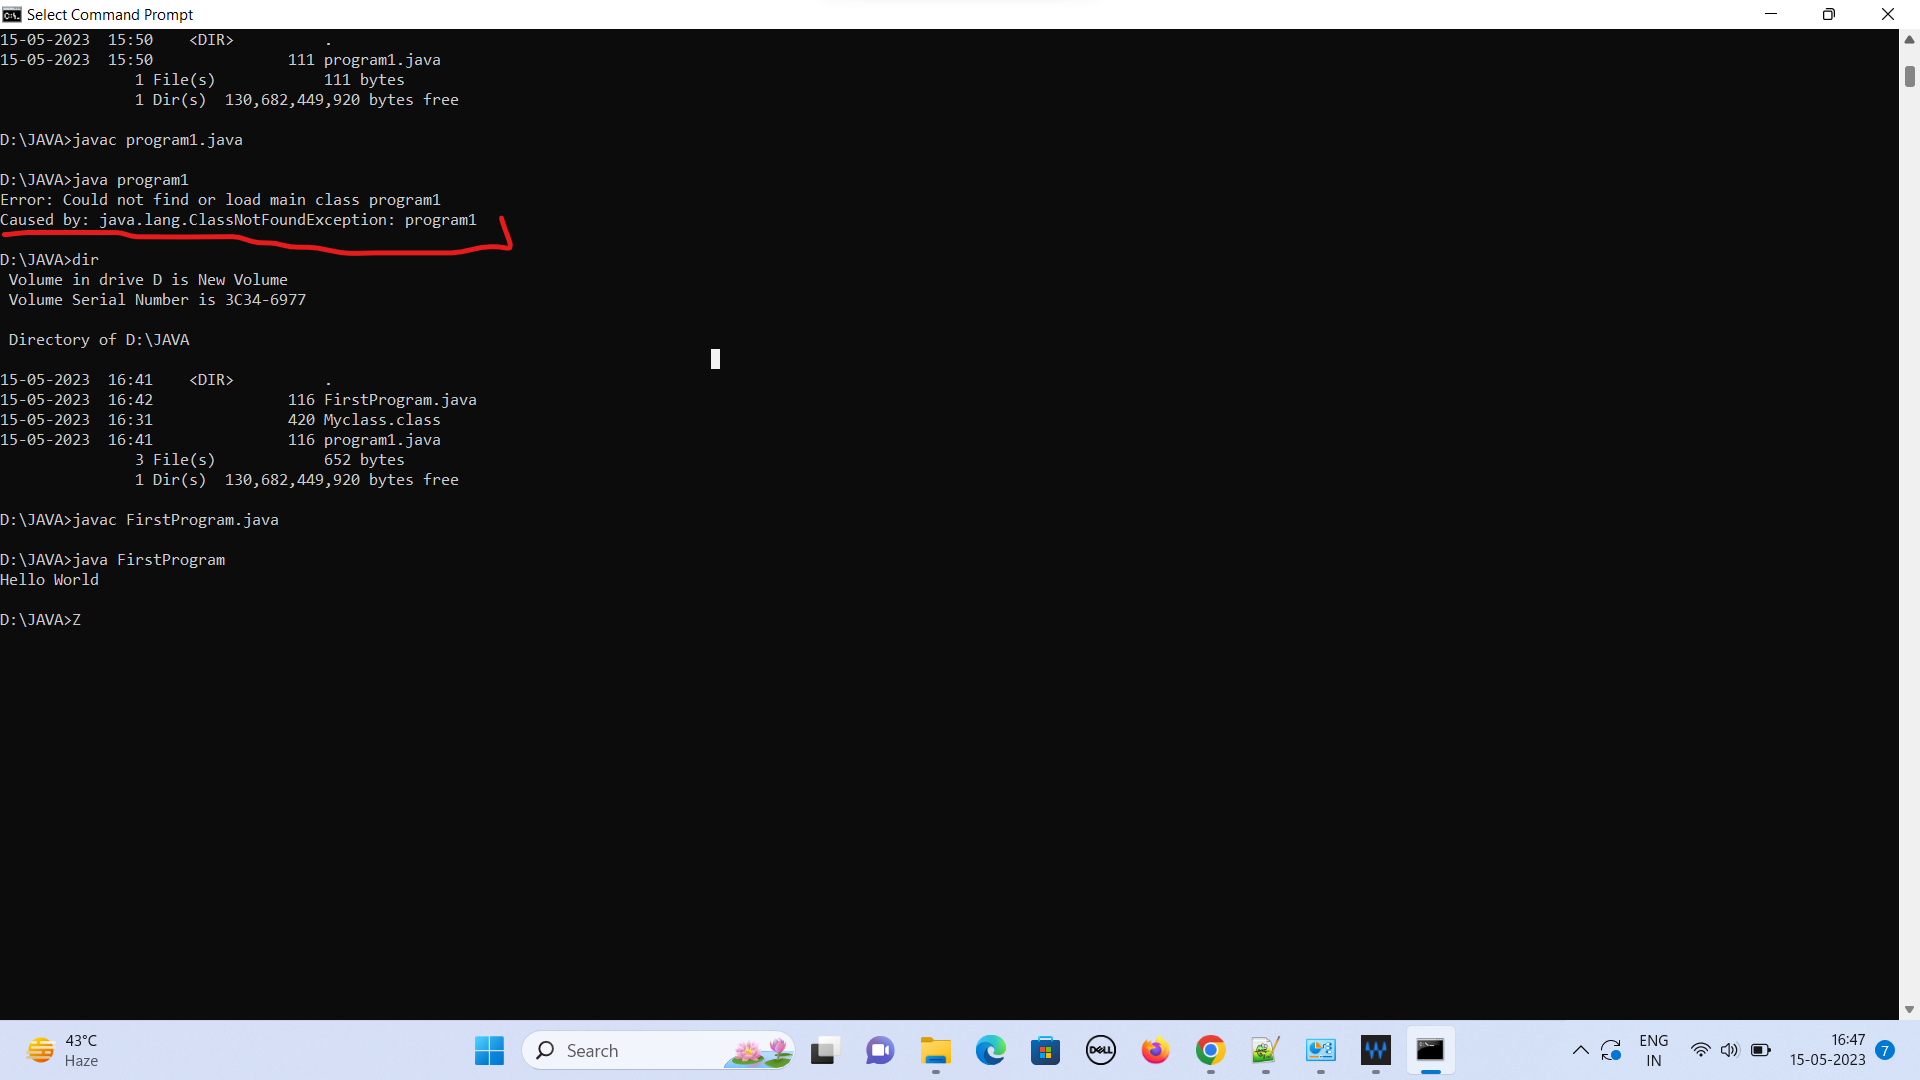 Select Command Prompt
15-05-2023  15:50    <DIR>          .
15-05-2023  15:50               111 program1.java
               1 File(s)            111 bytes
               1 Dir(s)  130,682,449,920 bytes free
D:\JAVA>javac program1.java
D:\JAVA>java program1
Error: Could not find or load main class program1
Caused by: java.lang.ClassNotFoundException: program1
D:\JAVA>dir
 Volume in drive D is New Volume
 Volume Serial Number is 3C34-6977
 Directory of D:\JAVA
15-05-2023  16:41    <DIR>          .
15-05-2023  16:42               116 FirstProgram.java
15-05-2023  16:31               420 Myclass.class
15-05-2023  16:41               116 program1.java
               3 File(s)            652 bytes
               1 Dir(s)  130,682,449,920 bytes free
D:\JAVA>javac FirstProgram.java
D:\JAVA>java FirstProgram
Hello World
D:\JAVA>Z
43°C
Haze
Search
DELL
ENG
IN
16:47
15-05-2023
7